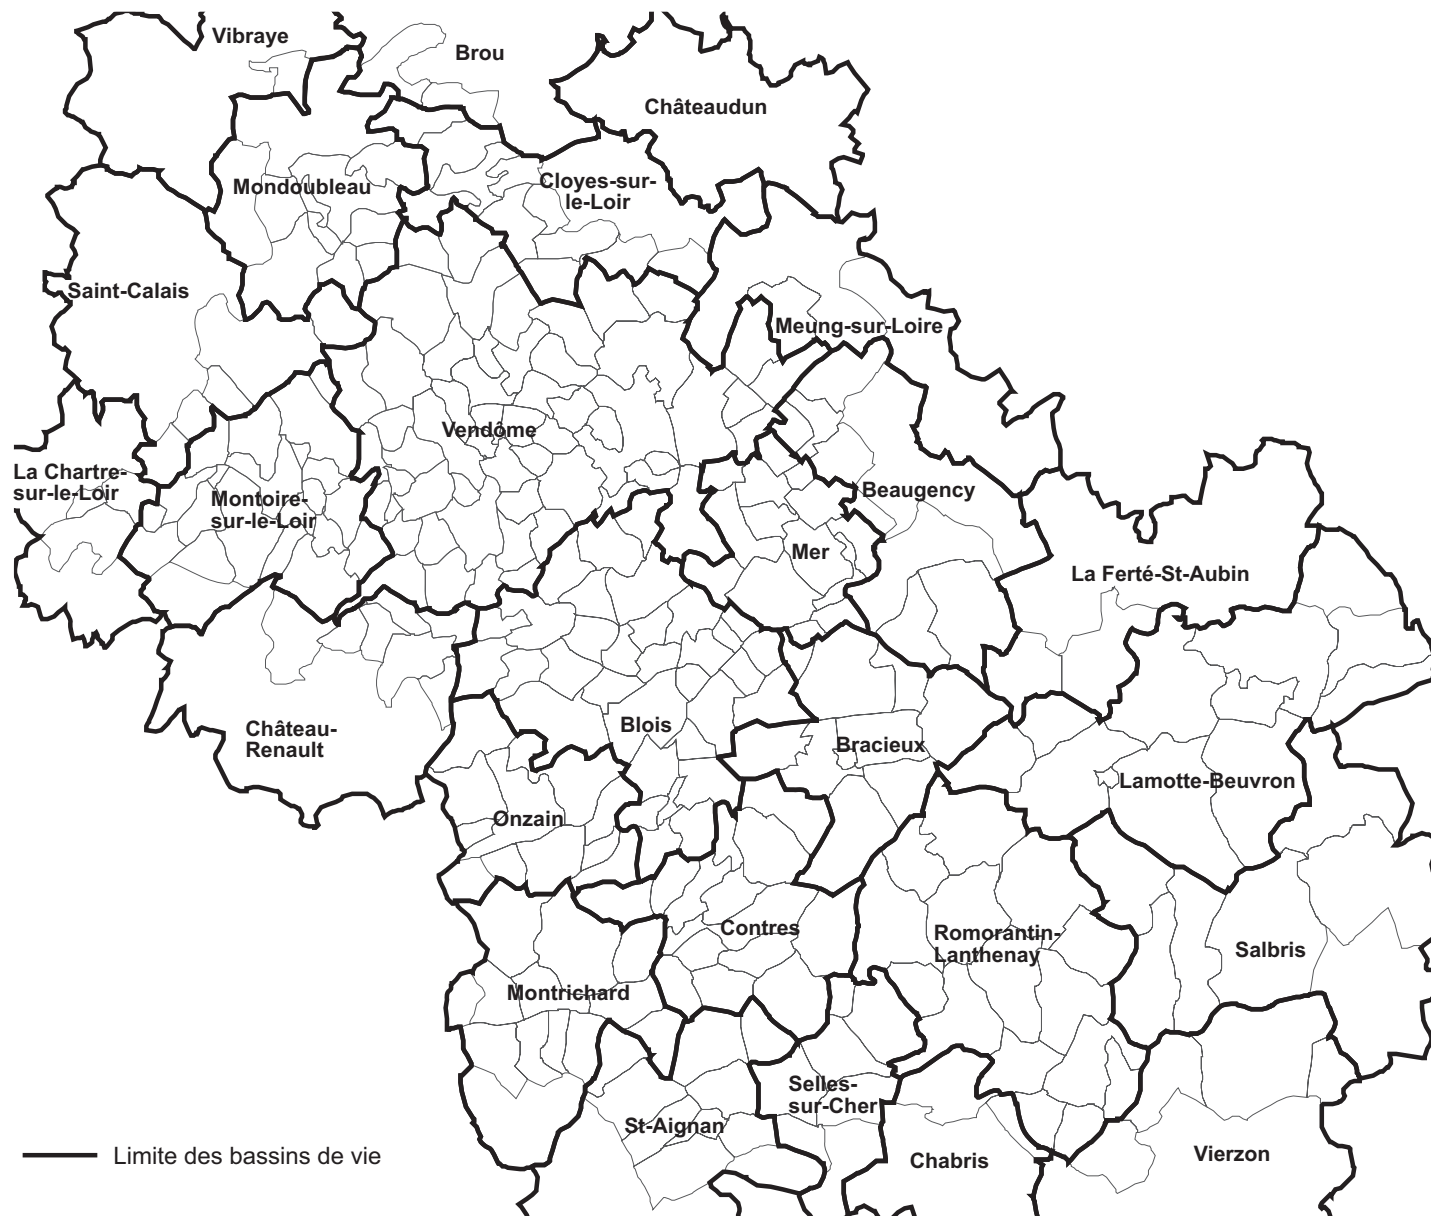 Vibraye
Brou
Châteaudun
Mondoubleau
Cloyes-sur-
le-Loir
Saint-Calais
Meung-sur-Loire
Vendôme
La Chartre-
sur-le-Loir
Montoire-
sur-le-Loir
Beaugency
Mer
La Ferté-St-Aubin
Château-
Renault
Blois
Bracieux
Lamotte-Beuvron
Onzain
Contres
Romorantin-
Lanthenay
Salbris
Montrichard
Selles-
sur-Cher
St-Aignan
Chabris
Vierzon
Limite des bassins de vie